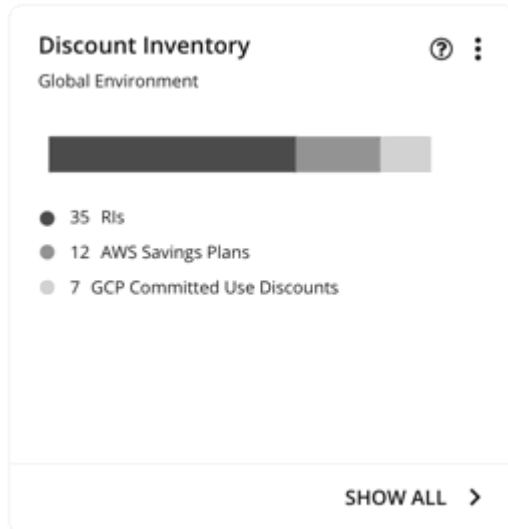 Discount Inventory
Global Environment
35 RIs
12 AWS Savings Plans
7 GCP Committed Use Discounts
SHOW ALL